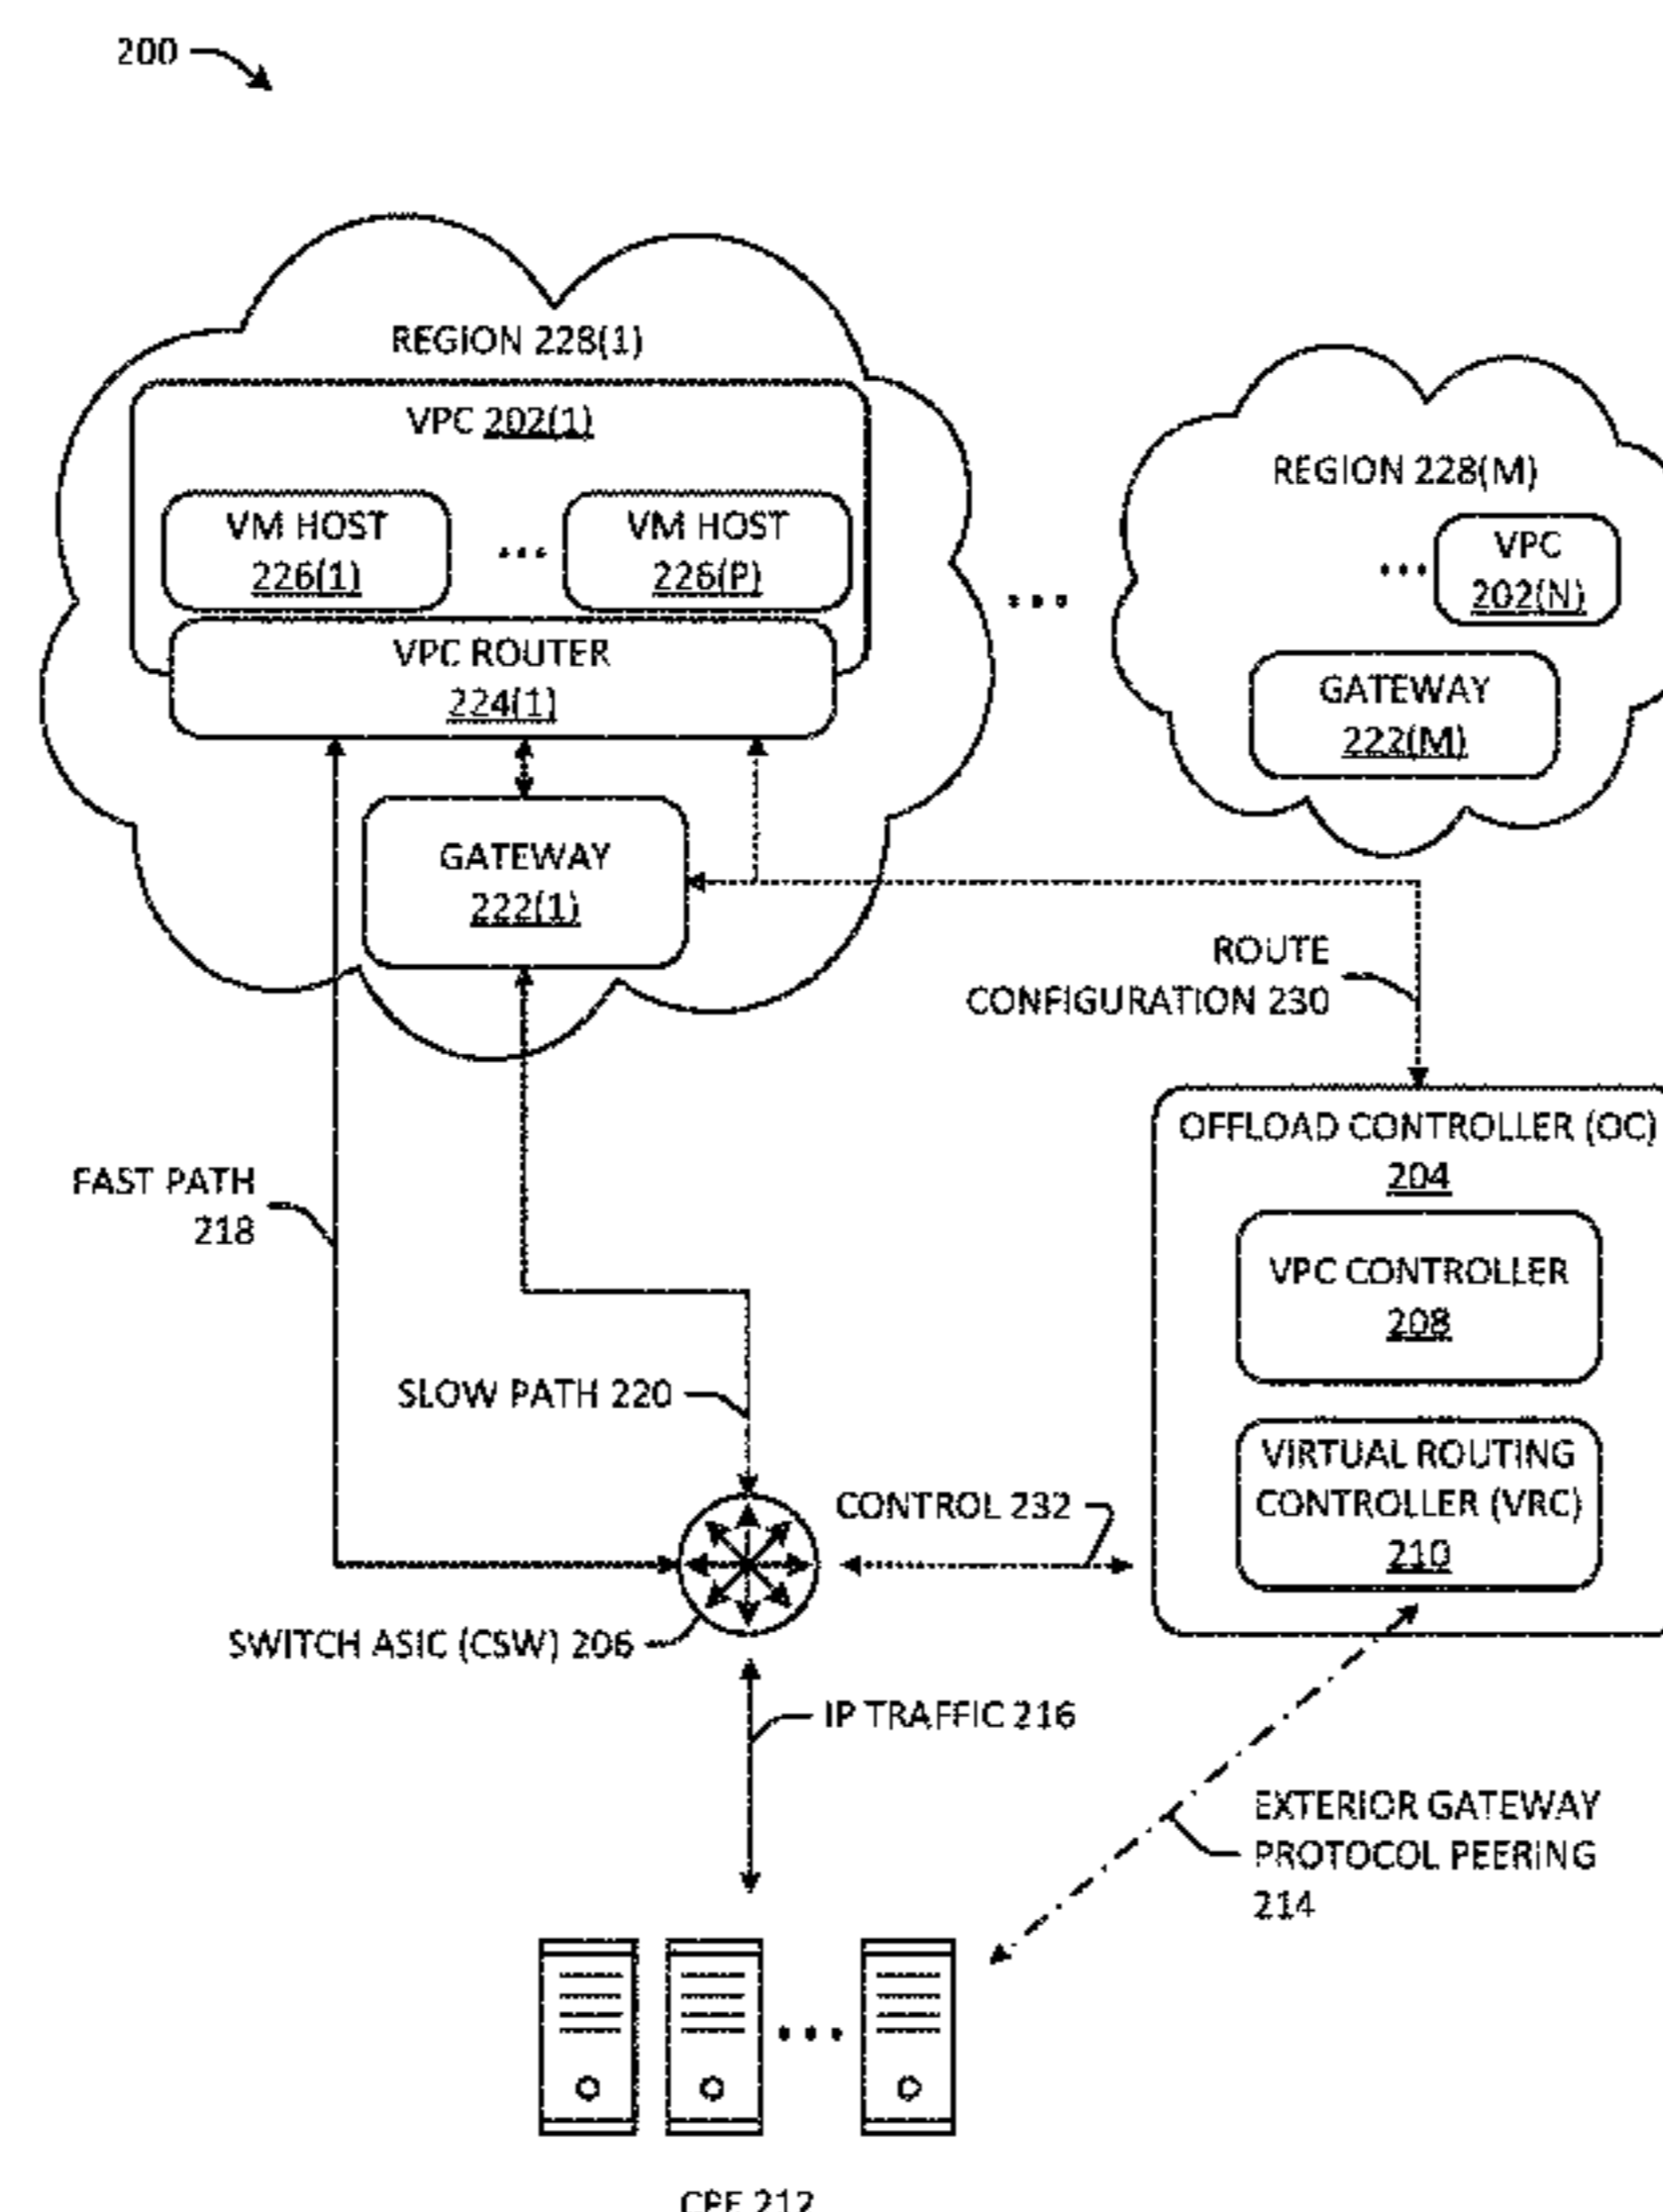 200
REGION 228(1)
VPC 202(1)
VM HOST
226(1)
...
VM HOST
226(P)
VPC ROUTER
224(1)
GATEWAY
222(1)
...
REGION 228(M)
...
VPC
202(N)
GATEWAY
222(M)
ROUTE
CONFIGURATION 230
OFFLOAD CONTROLLER (OC)
204
VPC CONTROLLER
208
VIRTUAL ROUTING
CONTROLLER (VRC)
210
FAST PATH
218
SLOW PATH 220
CONTROL 232
SWITCH ASIC (CSW) 206
IP TRAFFIC 216
EXTERIOR GATEWAY
PROTOCOL PEERING
214
...
CPE 212